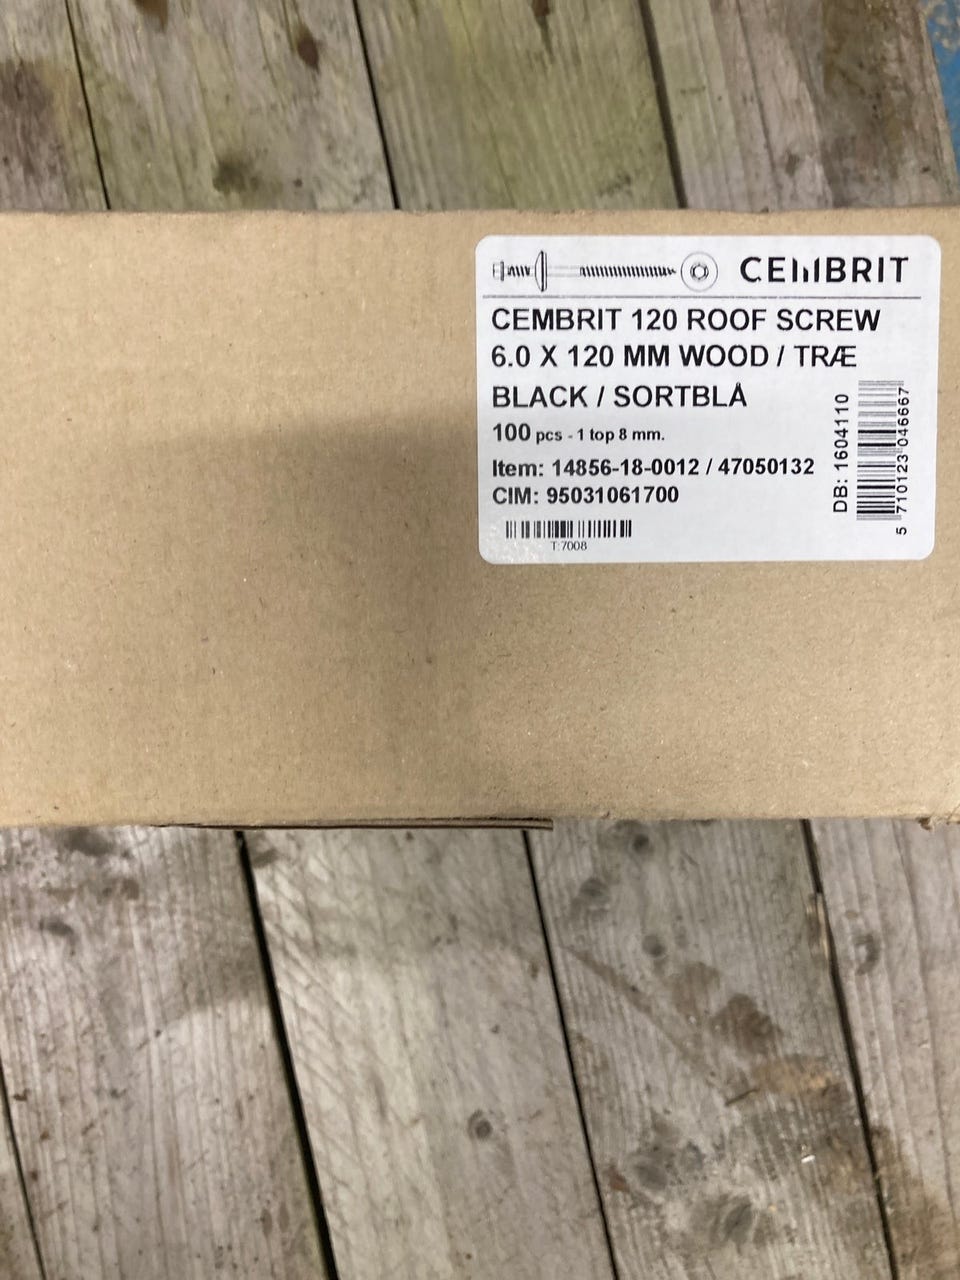 CEMBRIT
CEMBRIT 120 ROOF SCREW
6.0 X 120 MM WOOD / TRÆ
BLACK / SORTBLÅ
100 pcs - 1 top 8 mm.
Item: 14856-18-0012 / 47050132
CIM: 95031061700
T:7008
DB: 1604110
5 710123 046667